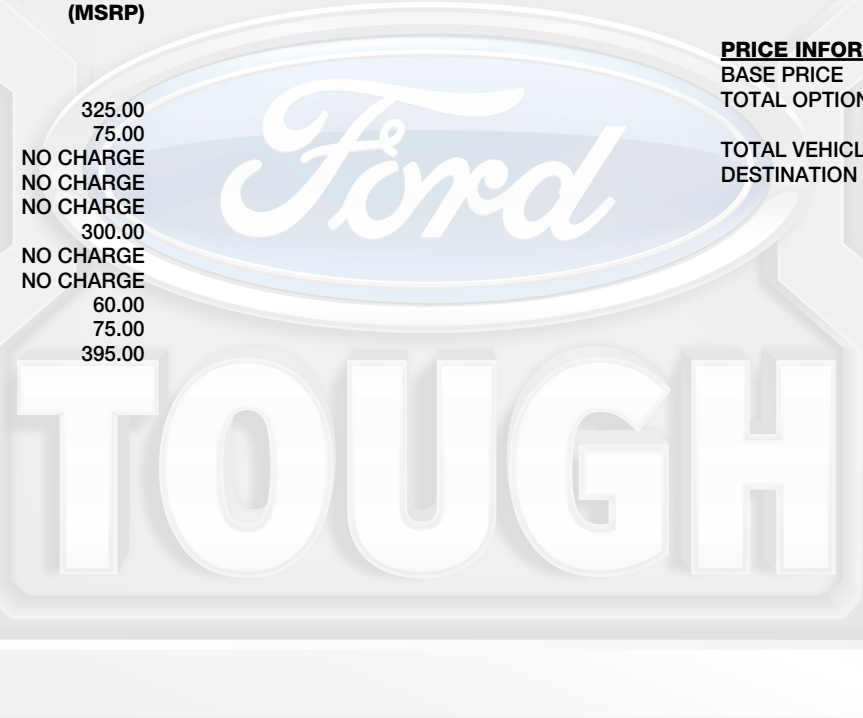 (MSRP)
325.00
75.00
NO CHARGE
NO CHARGE
NO CHARGE
300.00
NO CHARGE
NO CHARGE
60.00
75.00
395.00
PRICE INFOR
BASE PRICE
TOTAL OPTION
TOTAL VEHICL
DESTINATION
Ford
TOUGH